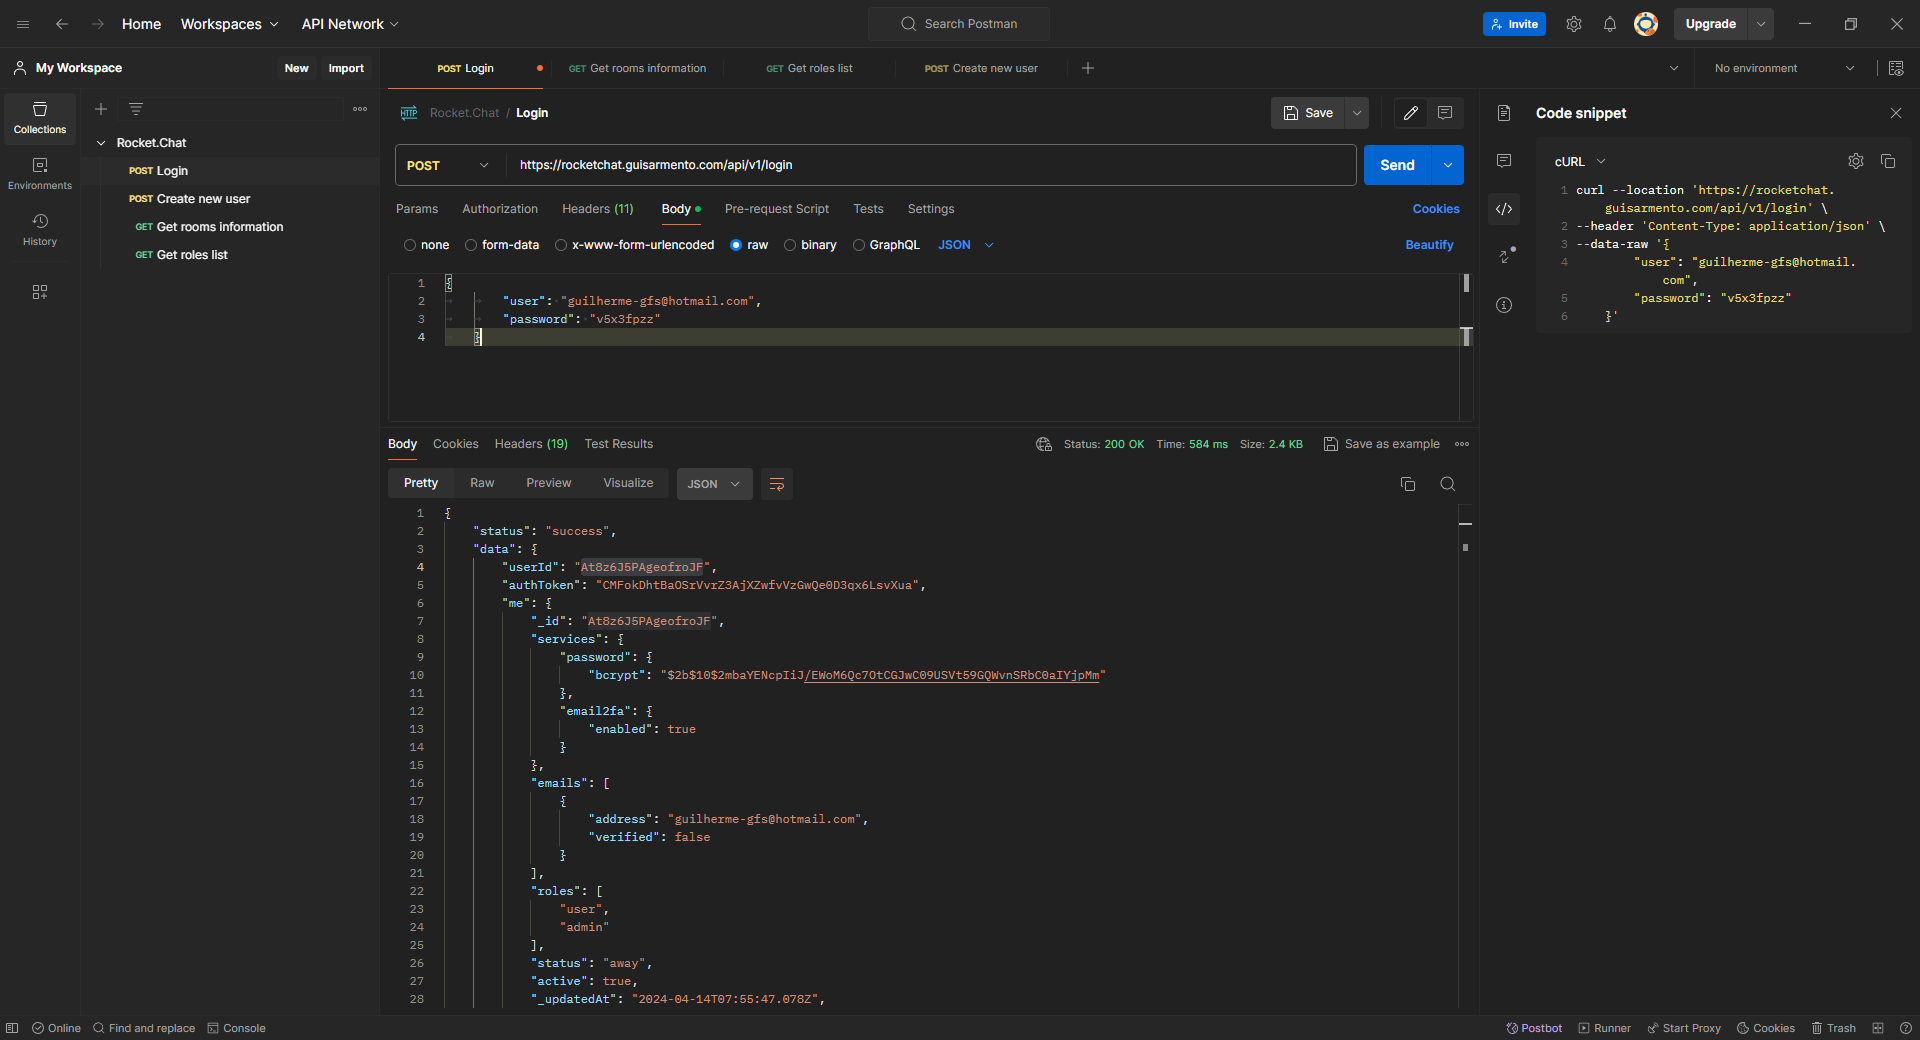 Home Workspaces API Network Search Postman Invite Upgrade
My Workspace New Import POST Login GET Get rooms information GET Get roles list POST Create new user No environment
Collections
Environments
History
Rocket.Chat
POST Login
POST Create new user
GET Get rooms information
GET Get roles list
HTTP Rocket.Chat / Login Save
POST https://rocketchat.guisarmento.com/api/v1/login Send
Params Authorization Headers (11) Body Pre-request Script Tests Settings Cookies
none form-data x-www-form-urlencoded raw binary GraphQL JSON Beautify
1 {
2 "user": "guilherme-gfs@hotmail.com",
3 "password": "v5x3fpzz"
4 }
Body Cookies Headers (19) Test Results Status: 200 OK Time: 584 ms Size: 2.4 KB Save as example
Pretty Raw Preview Visualize JSON
1 {
2 "status": "success",
3 "data": {
4 "userId": "At8z6J5PAgeofroJF",
5 "authToken": "CMFokDhtBaOSrVvrZ3AjXZwfvVzGwQe0D3qx6LsvXua",
6 "me": {
7 "_id": "At8z6J5PAgeofroJF",
8 "services": {
9 "password": {
10 "bcrypt": "$2b$10$2mbaYENcpIiJ/EWoM6Qc7OtCGJwC09USVt59GQWvnSRbC0aIYjpMm"
11 },
12 "email2fa": {
13 "enabled": true
14 }
15 },
16 "emails": [
17 {
18 "address": "guilherme-gfs@hotmail.com",
19 "verified": false
20 }
21 ],
22 "roles": [
23 "user",
24 "admin"
25 ],
26 "status": "away",
27 "active": true,
28 "_updatedAt": "2024-04-14T07:55:47.078Z",
Code snippet
cURL
1 curl --location 'https://rocketchat.
guisarmento.com/api/v1/login' \
2 --header 'Content-Type: application/json' \
3 --data-raw '{
4 "user": "guilherme-gfs@hotmail.
com",
5 "password": "v5x3fpzz"
6 }'
Online Find and replace Console Postbot Runner Start Proxy Cookies Trash